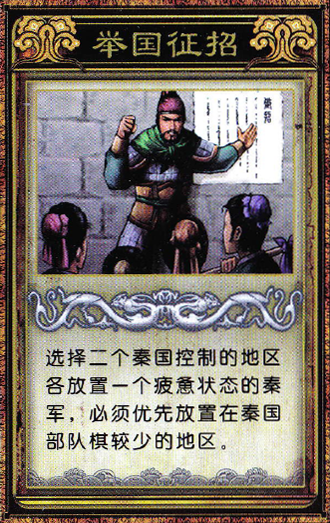 举国征招
选择二个秦国控制的地区
各放置一个疲惫状态的秦
军，必须优先放置在秦国
部队棋较少的地区。